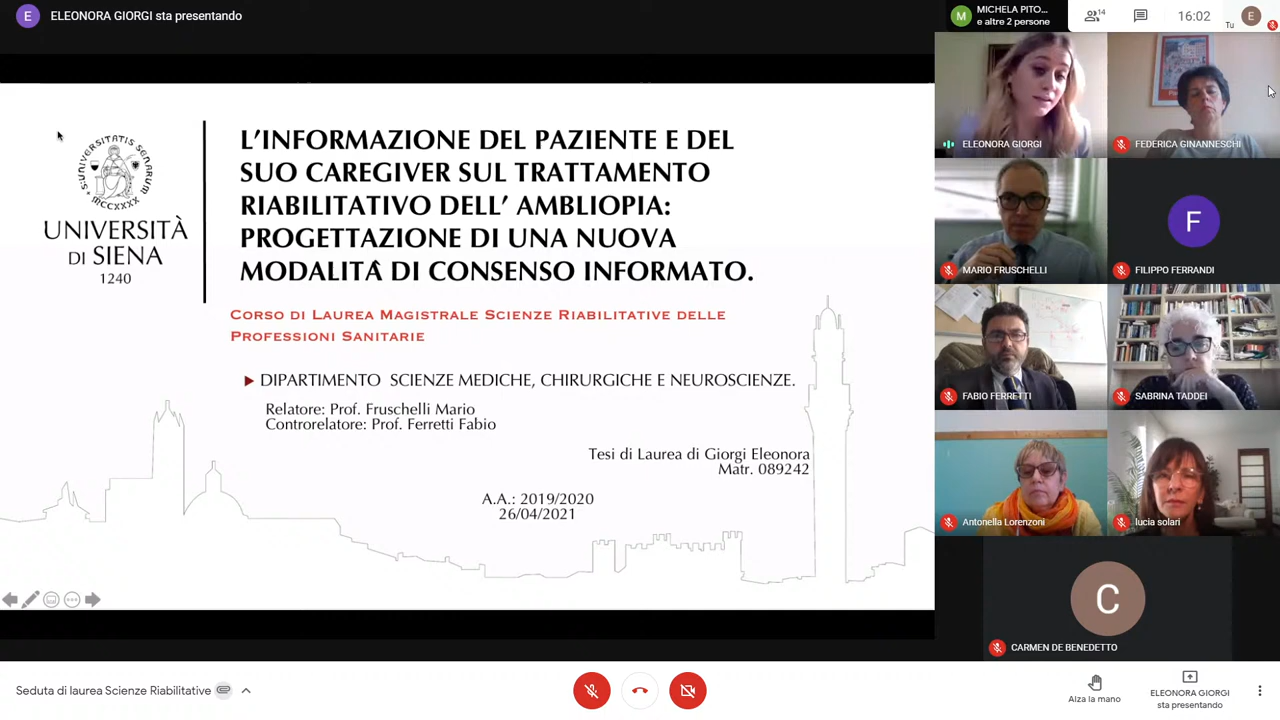 E
ELEONORA GIORGI sta presentando
M
MICHELA PITO...
e altre 2 persone
14
16:02
Tu
E
UNIVERSITÀ
DI SIENA
1240
L'INFORMAZIONE DEL PAZIENTE E DEL
SUO CAREGIVER SUL TRATTAMENTO
RIABILITATIVO DELL' AMBLIOPIA:
PROGETTAZIONE DI UNA NUOVA
MODALITÀ DI CONSENSO INFORMATO.
CORSO DI LAUREA MAGISTRALE SCIENZE RIABILITATIVE DELLE
PROFESSIONI SANITARIE
DIPARTIMENTO SCIENZE MEDICHE, CHIRURGICHE E NEUROSCIENZE.
Relatore: Prof. Fruschelli Mario
Controrelatore: Prof. Ferretti Fabio
Tesi di Laurea di Giorgi Eleonora
Matr. 089242
A.A.: 2019/2020
26/04/2021
ELEONORA GIORGI
FEDERICA GINANNESCHI
MARIO FRUSCHELLI
F
FILIPPO FERRANDI
FABIO FERRETTI
SABRINA TADDEI
Antonella Lorenzoni
lucia solari
C
CARMEN DE BENEDETTO
Seduta di laurea Scienze Riabilitative
Alza la mano
ELEONORA GIORGI
sta presentando